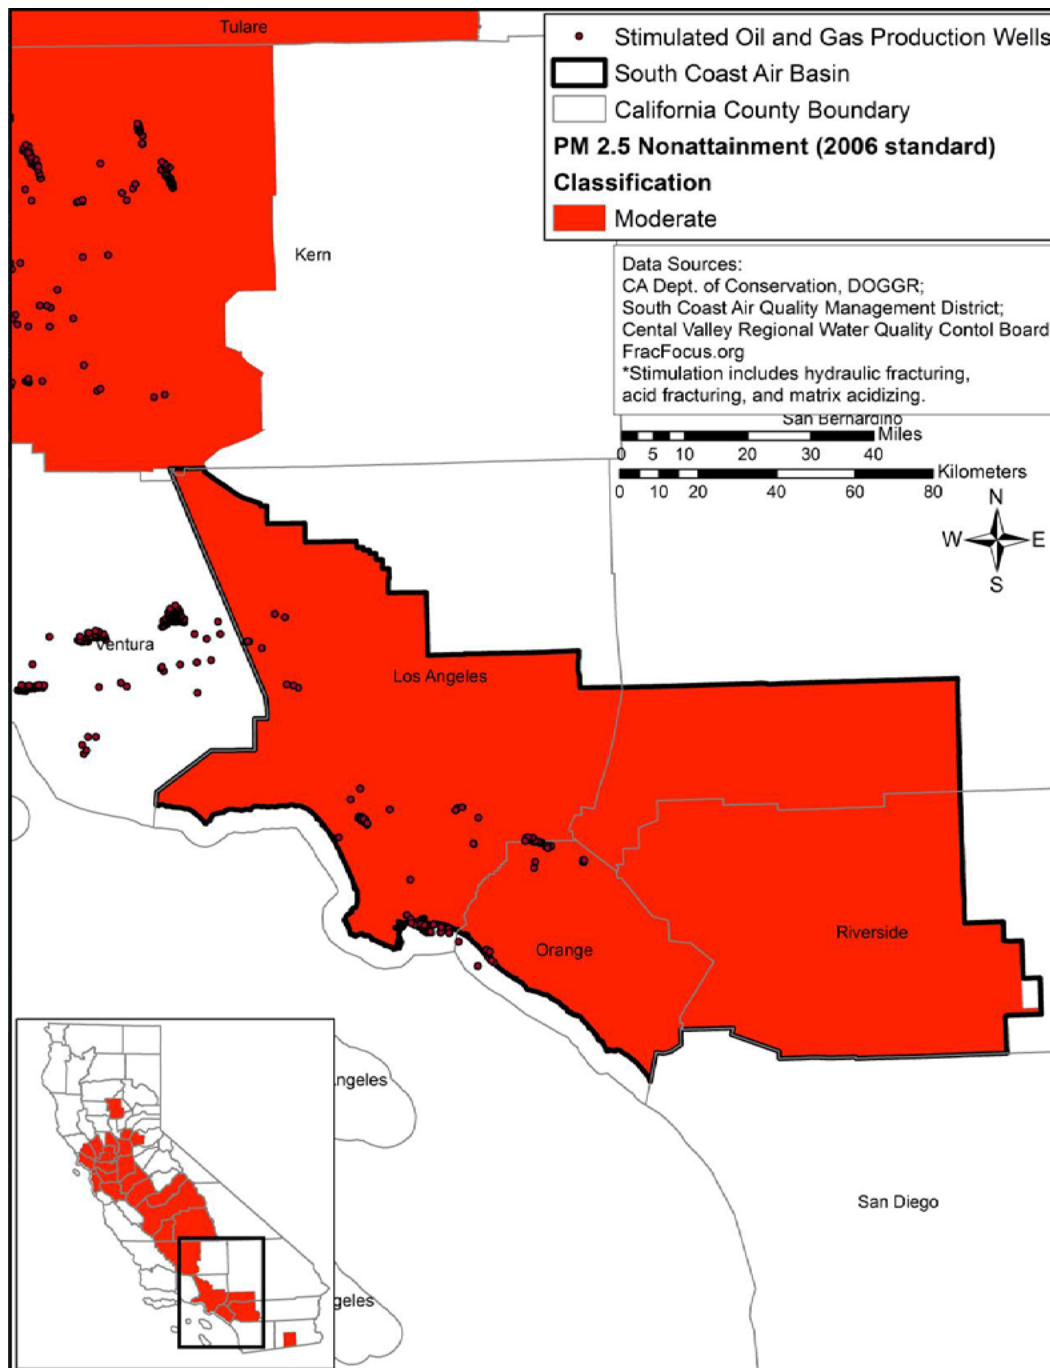 Tulare
Stimulated Oil and Gas Production Wells
South Coast Air Basin
California County Boundary
PM 2.5 Nonattainment (2006 standard)
Classification
Moderate
Kern
Data Sources:
CA Dept. of Conservation, DOGGR;
South Coast Air Quality Management District;
Cental Valley Regional Water Quality Contol Board
FracFocus.org
*Stimulation includes hydraulic fracturing,
acid fracturing, and matrix acidizing.
San Bernardino
Miles
0 5 10 20 30 40
Kilometers
0 10 20 40 60 80
N
W E
S
Ventura
Los Angeles
Orange
Riverside
ngeles
San Diego
geles